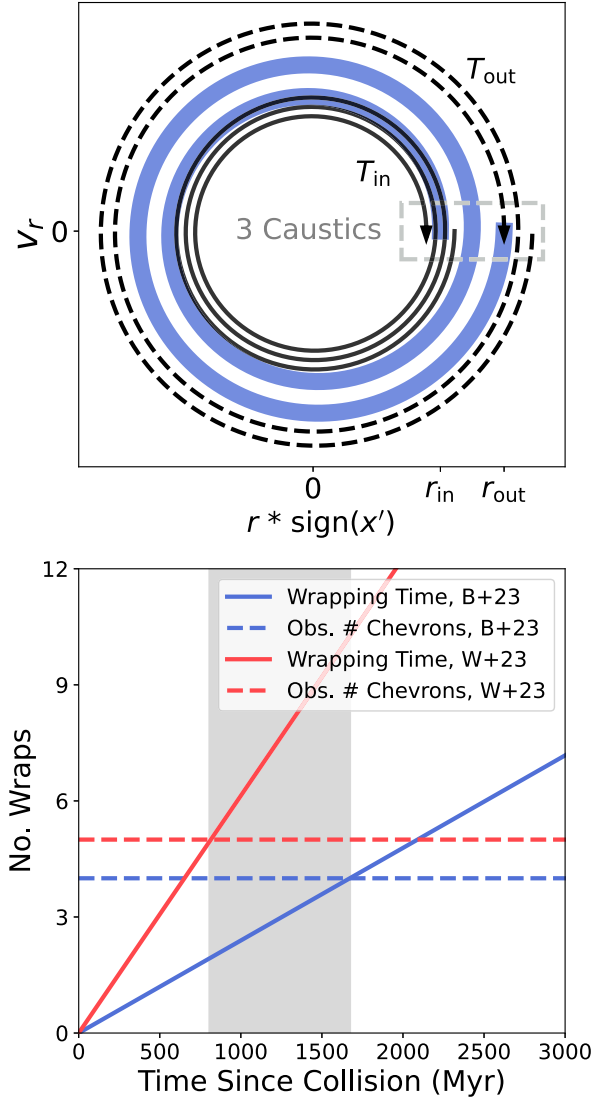 T_out
T_in
3 Caustics
v_r
0
0
r_in
r_out
r * sign(x′)
12
9
6
3
0
No. Wraps
Wrapping Time, B+23
Obs. # Chevrons, B+23
Wrapping Time, W+23
Obs. # Chevrons, W+23
0
500
1000
1500
2000
2500
3000
Time Since Collision (Myr)